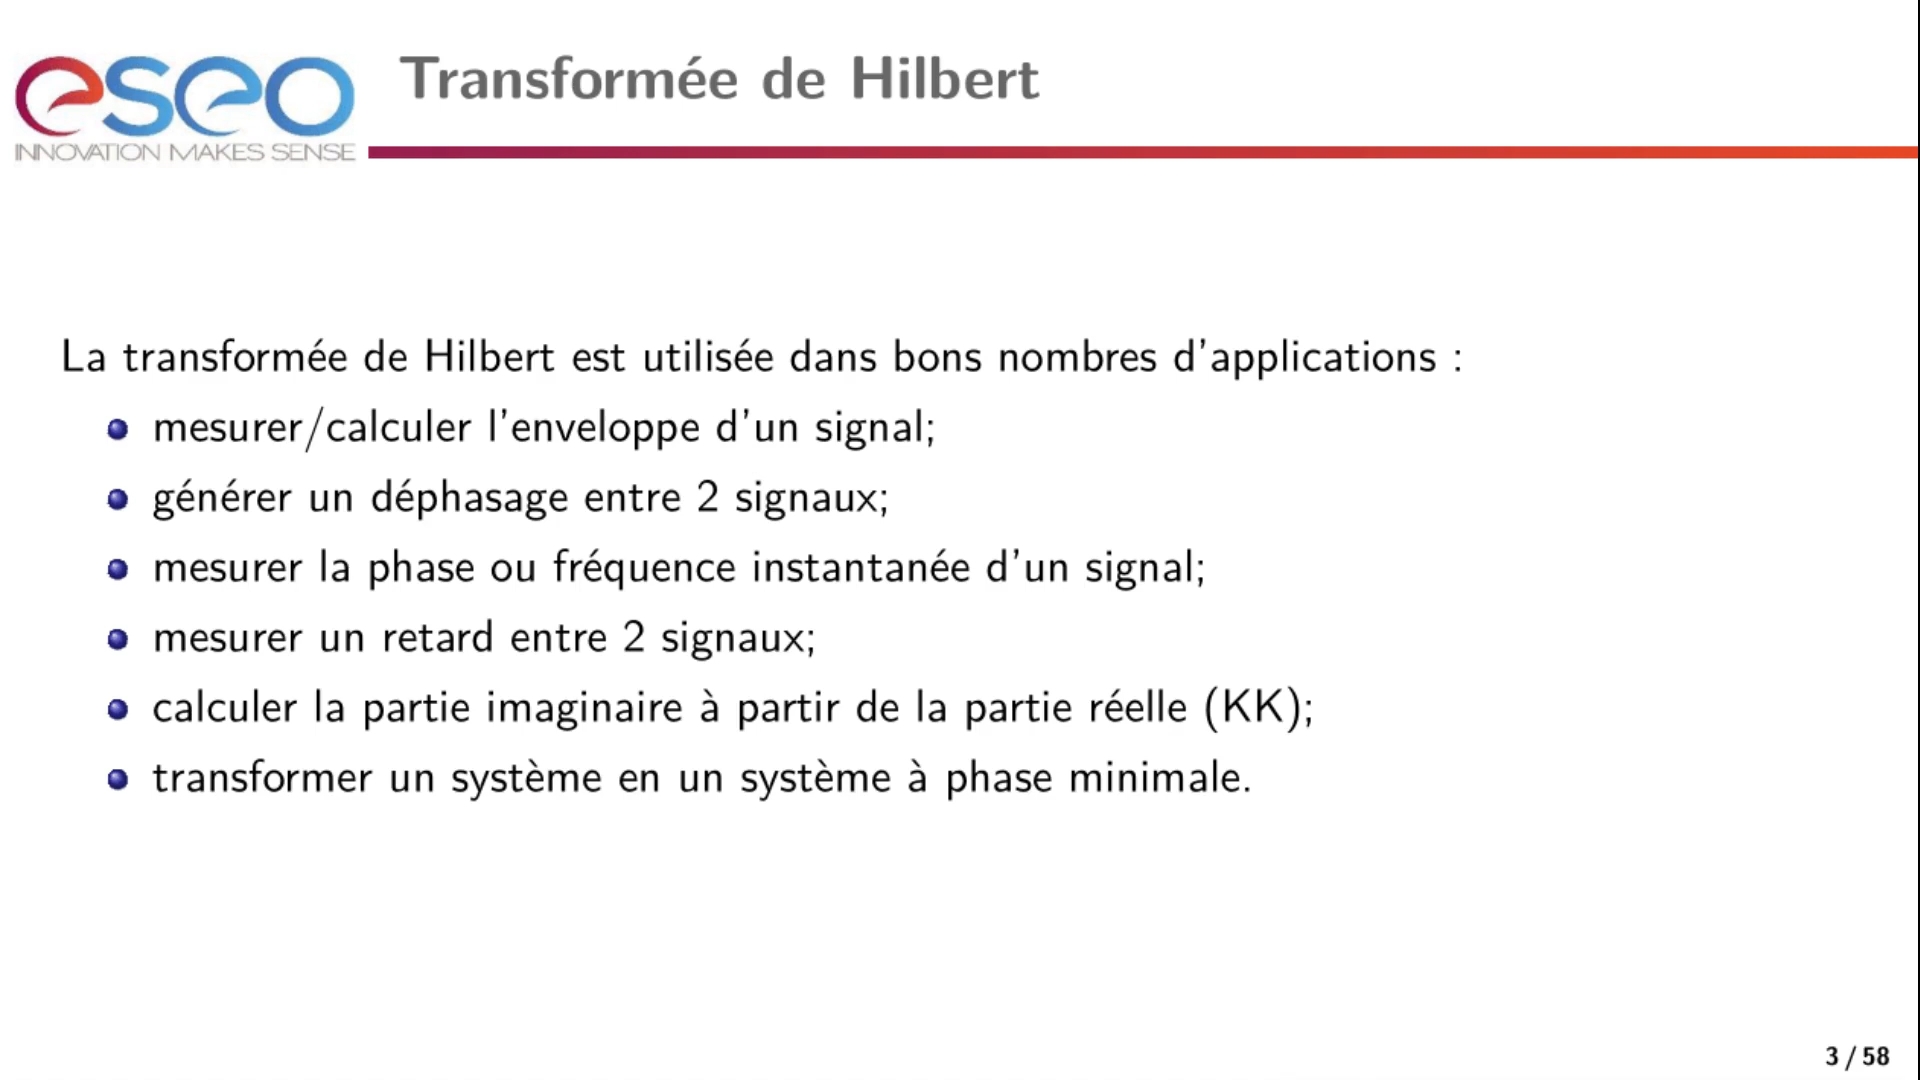 eseo
INNOVATION MAKES SENSE
Transformée de Hilbert
La transformée de Hilbert est utilisée dans bons nombres d'applications :
mesurer/calculer l'enveloppe d'un signal;
générer un déphasage entre 2 signaux;
mesurer la phase ou fréquence instantanée d'un signal;
mesurer un retard entre 2 signaux;
calculer la partie imaginaire à partir de la partie réelle (KK);
transformer un système en un système à phase minimale.
3 / 58